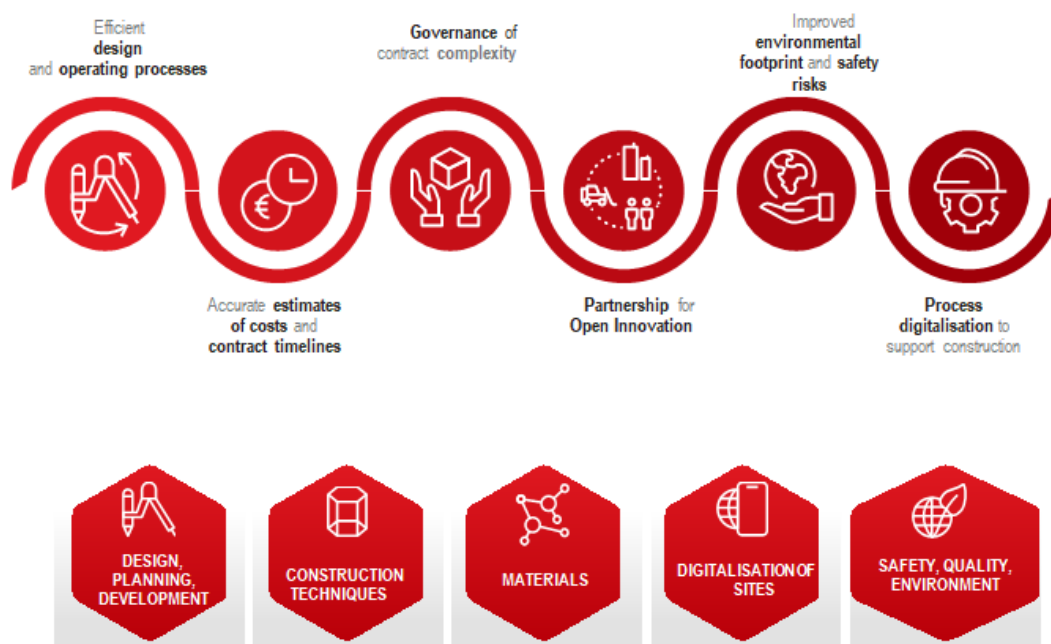 Efficient
design
and operating processes
Governance of
contract complexity
Improved
environmental
footprint and safety
risks
€
Accurate estimates
of costs and
contract timelines
Partnership for
Open Innovation
Process
digitalisation to
support construction
DESIGN,
PLANNING,
DEVELOPMENT
CONSTRUCTION
TECHNIQUES
MATERIALS
DIGITALISATION OF
SITES
SAFETY, QUALITY,
ENVIRONMENT